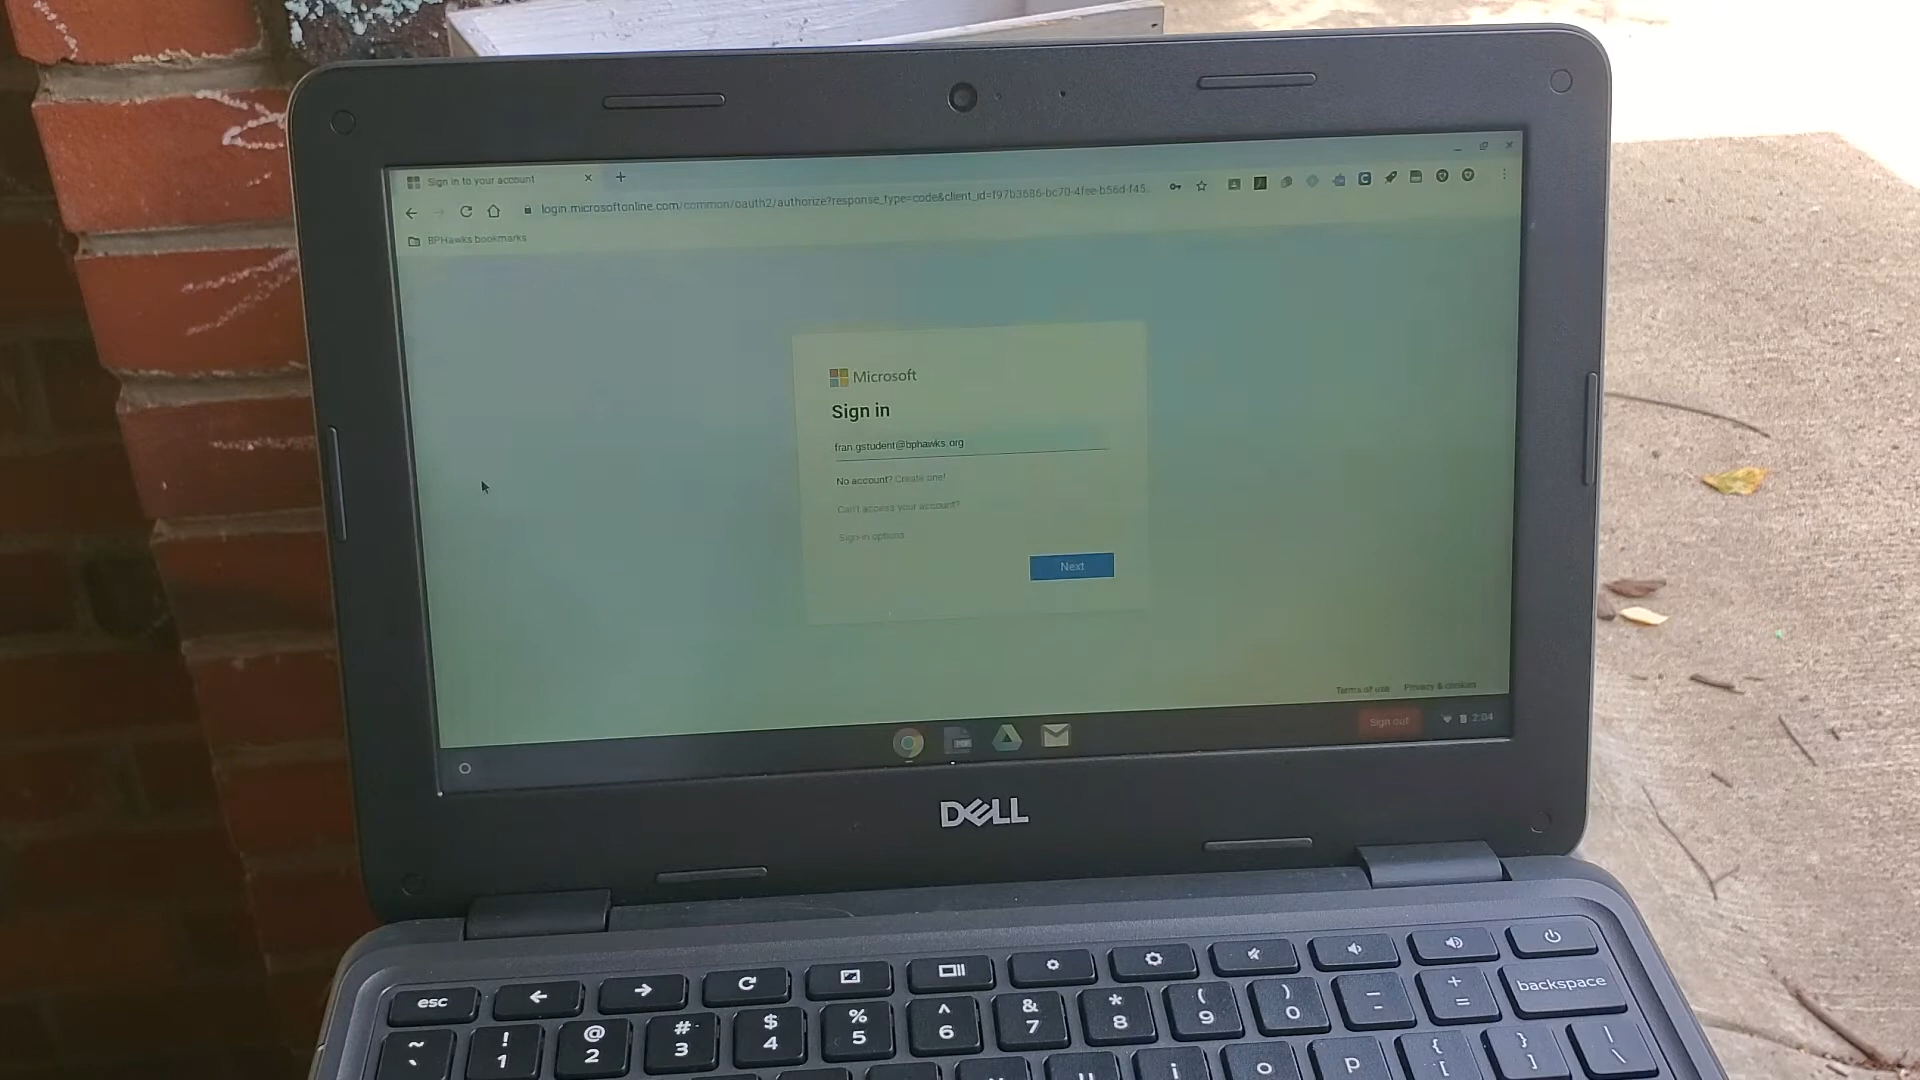 Sign in to your account
login.microsoftonline.com/common/oauth2/authorize?response_type=code&client_id=f97b3686-bc70-4fee-b56d-f45..
BPHawks bookmarks
Microsoft
Sign in
fran.gstudent@bphawks.org
No account? Create one!
Can't access your account?
Sign-in options
Next
Terms of use Privacy & cookies
Sign out 2:04
DELL
esc
backspace
~ ! @ # $ % ^ & * ( ) - +
` 1 2 3 4 5 6 7 8 9 0 =
u i o p { [ } ] | \